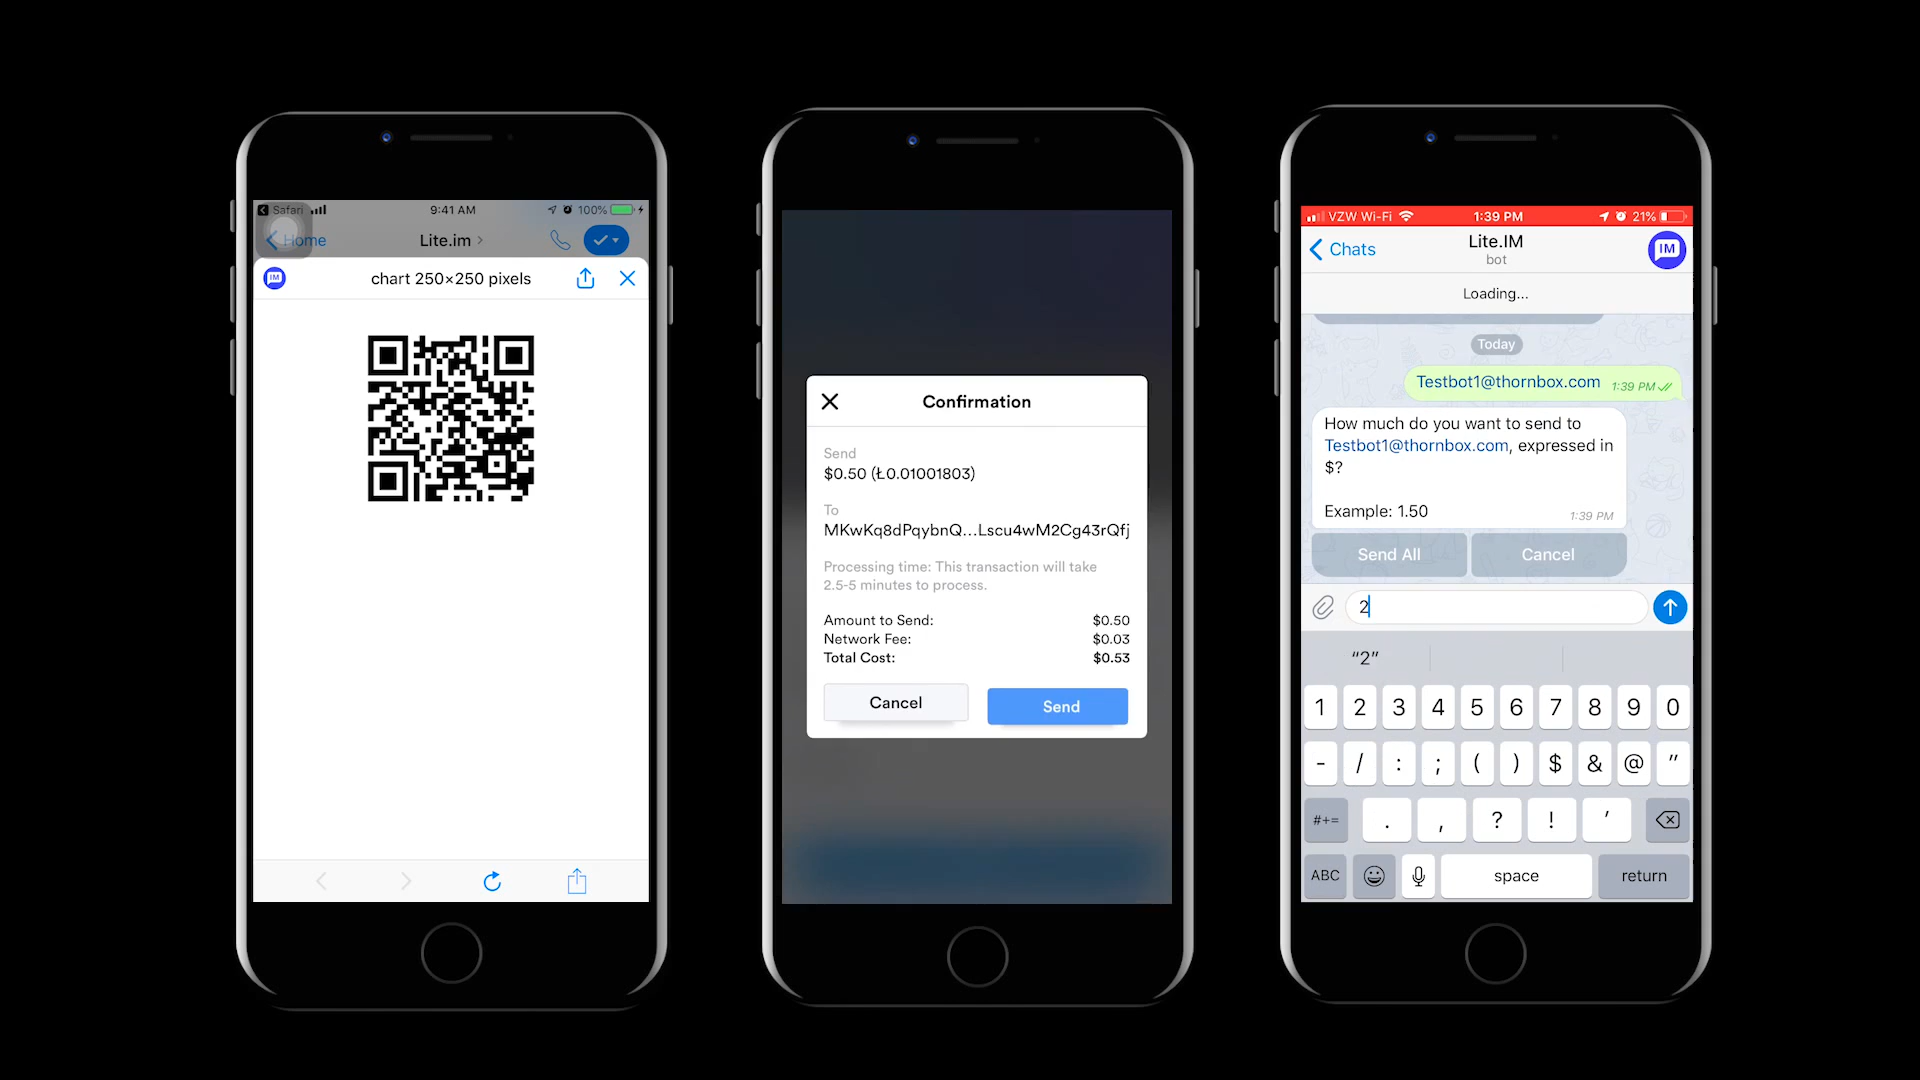 Safari
9:41 AM
100%
Home
Lite.im
IM
chart 250×250 pixels
Confirmation
Send
$0.50 (Ł0.01001803)
To
MKwKq8dPqybnQ...Lscu4wM2Cg43rQfj
Processing time: This transaction will take
2.5-5 minutes to process.
Amount to Send: $0.50
Network Fee: $0.03
Total Cost: $0.53
Cancel
Send
VZW Wi-Fi
1:39 PM
21%
Chats
Lite.IM
bot
IM
Loading...
Today
Testbot1@thornbox.com 1:39 PM
How much do you want to send to
Testbot1@thornbox.com, expressed in
$?
Example: 1.50
1:39 PM
Send All
Cancel
2
“2”
1 2 3 4 5 6 7 8 9 0
- / : ; ( ) $ & @ "
#+= . , ? ! '
ABC space return